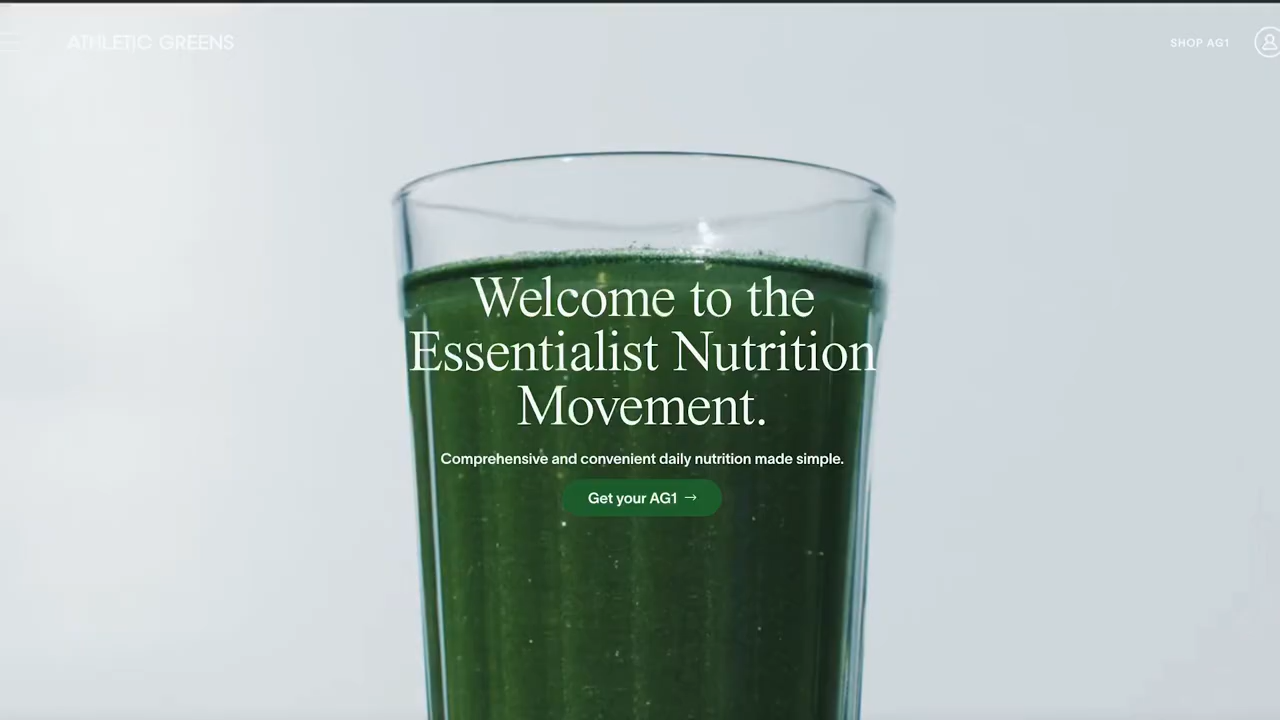 ATHLETIC GREENS
SHOP AG1
Welcome to the
Essentialist Nutrition
Movement.
Comprehensive and convenient daily nutrition made simple.
Get your AG1 →